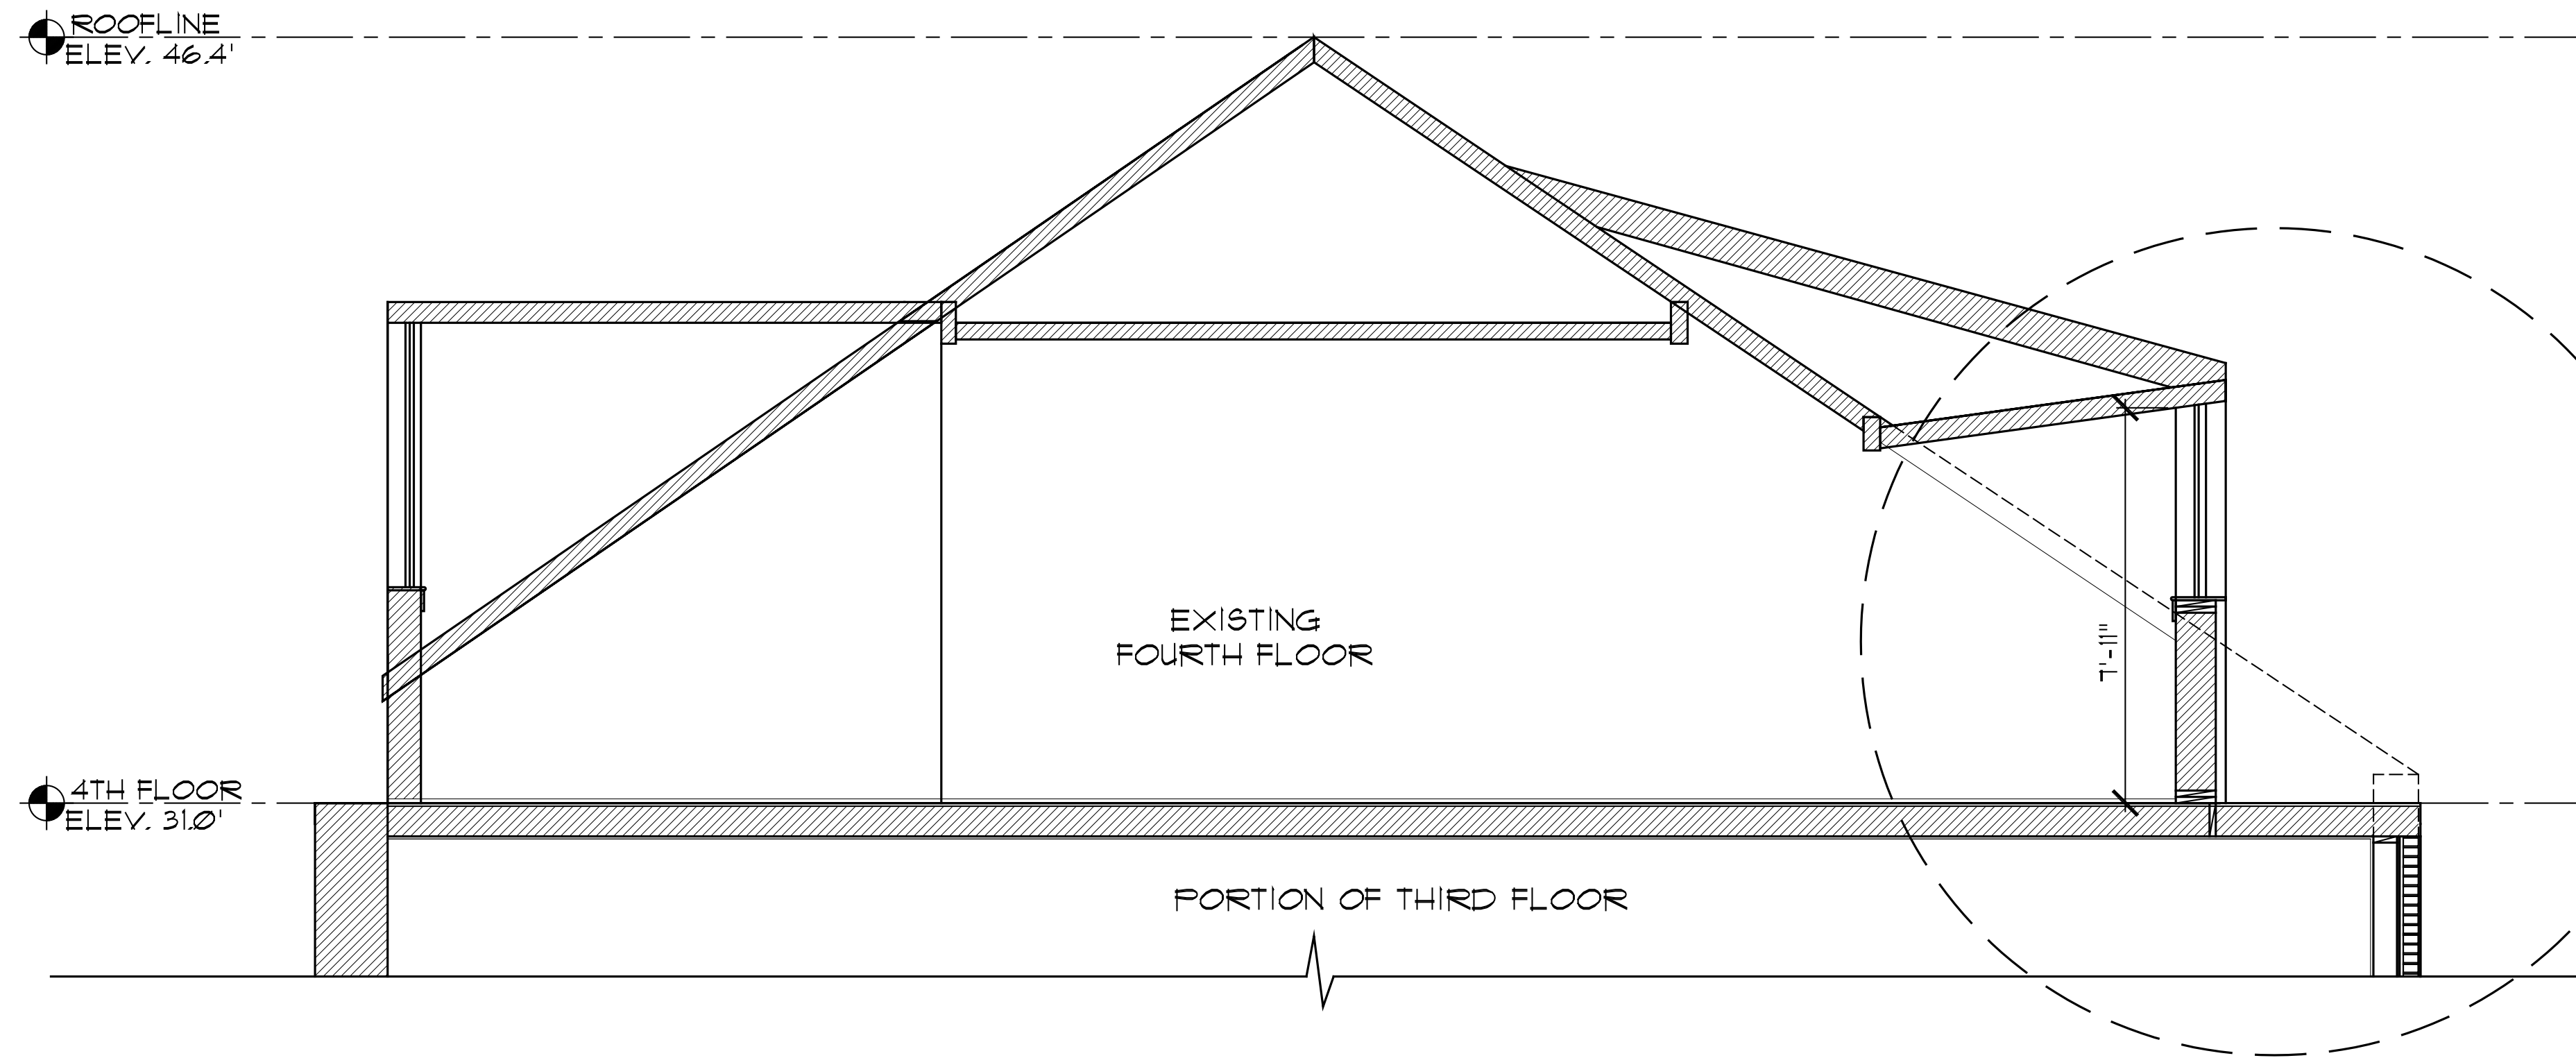 ROOFLINE
ELEV. 46.4'
EXISTING
FOURTH FLOOR
7'-11"
4TH FLOOR
ELEV. 31.0'
PORTION OF THIRD FLOOR